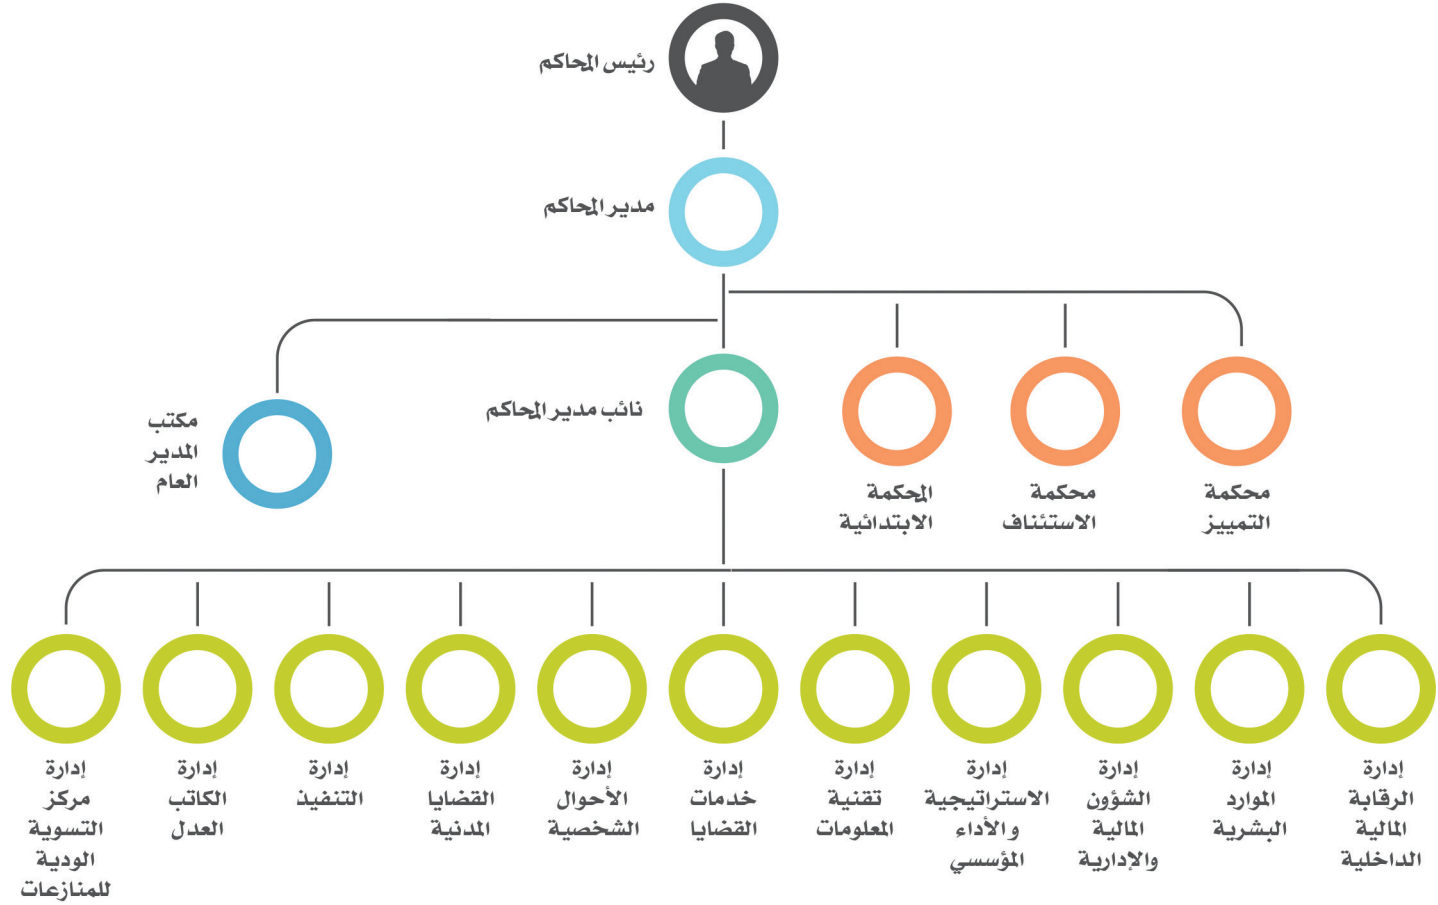 رئيس المحاكم
مدير المحاكم
نائب مدير المحاكم
محكمة
التمييز
محكمة
الاستئناف
المحكمة
الابتدائية
مكتب
المدير
العام
إدارة
الرقابة
المالية
الداخلية
إدارة
الموارد
البشرية
إدارة
الشؤون
المالية
والإدارية
إدارة
الاستراتيجية
والأداء
المؤسسي
إدارة
تقنية
المعلومات
إدارة
خدمات
القضايا
إدارة
الأحوال
الشخصية
إدارة
القضايا
المدنية
إدارة
التنفيذ
إدارة
الكاتب
العدل
إدارة
مركز
التسوية
الودية
للمنازعات